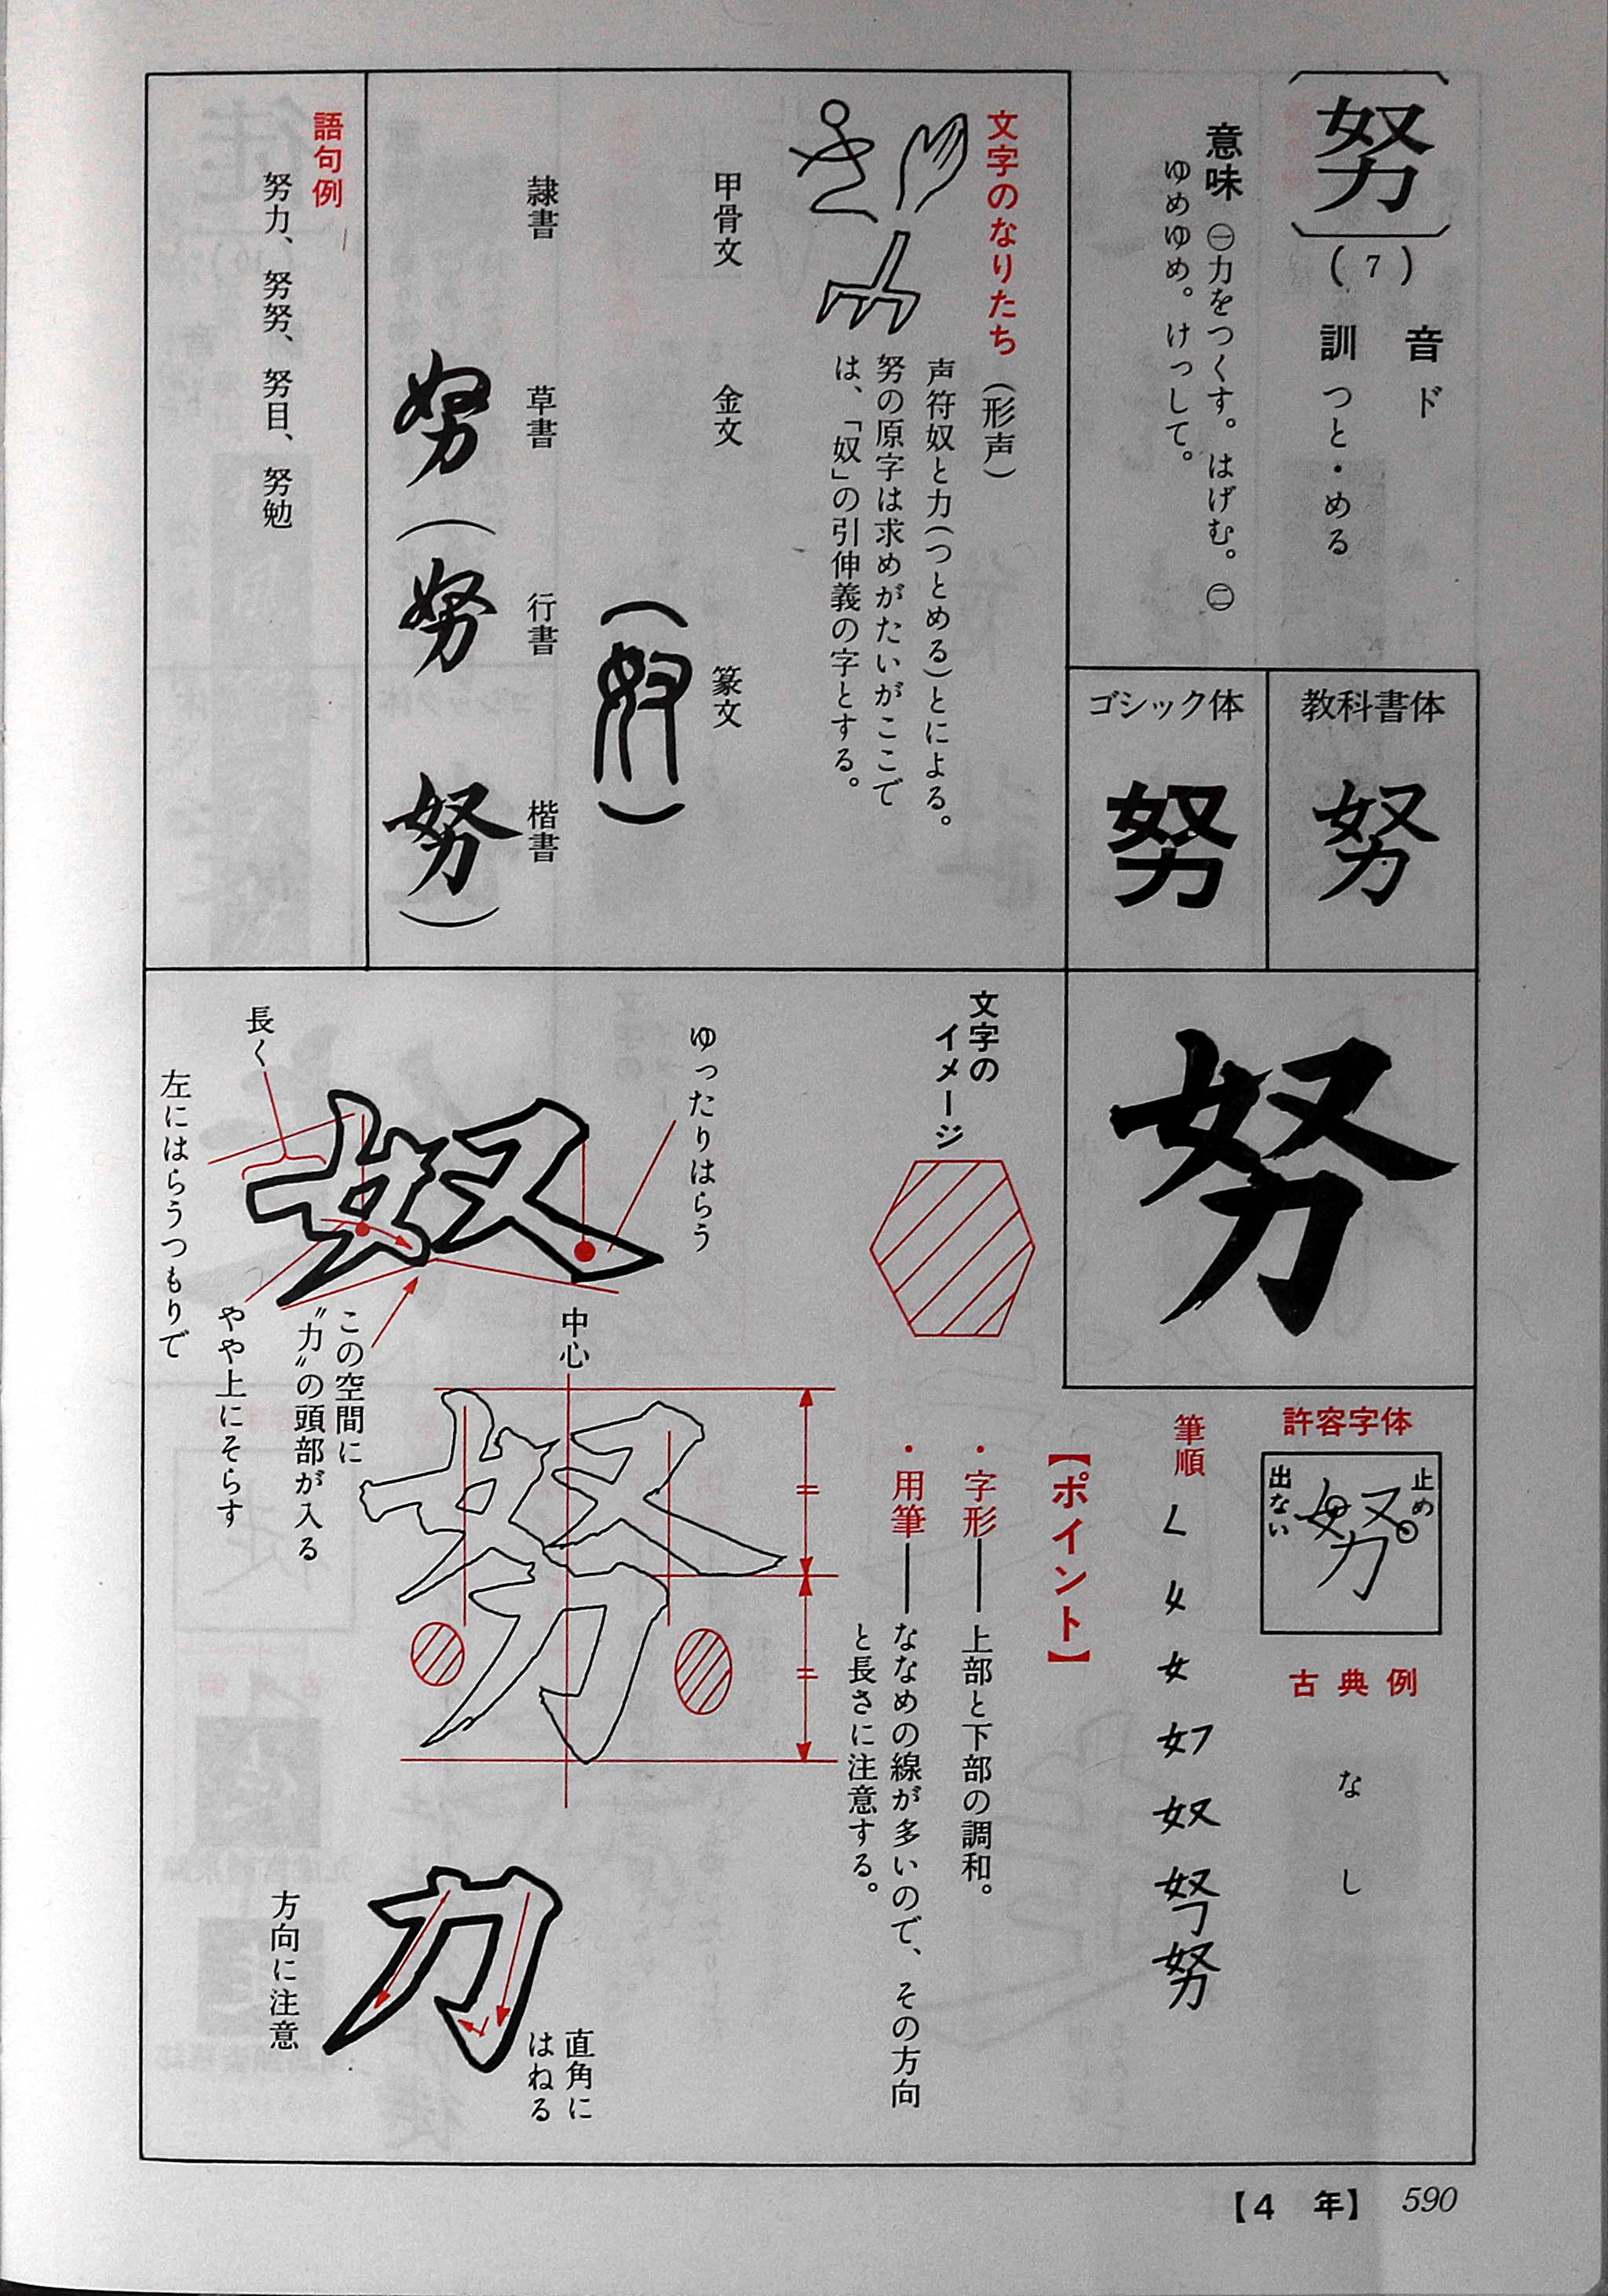 努
(7)
音 ド
訓 つと・める
意味 ㊀力をつくす。はげむ。㊁
ゆめゆめ。けっして。
教科書体
努
ゴシック体
努
文字のなりたち(形声)
声符奴と力(つとめる)とによる。
努の原字は求めがたいがここで
は、「奴」の引伸義の字とする。
甲骨文 金文 篆文
(奴)
隷書 草書 行書 楷書
努(努 努)
語句例
努力、努努、努目、努勉
努
許容字体
止め。
努
出ない
古典例
なし
筆順
く 女 女 奴 奴 努 努
【ポイント】
・字形――上部と下部の調和。
・用筆――ななめの線が多いので、その方向
と長さに注意する。
文字の
イメージ
ゆったりはらう
奴
長く
左にはらうつもりで
やや上にそらす
この空間に
〝力〟の頭部が入る
中心
努
力
直角に
はねる
方向に注意
【4 年】 590